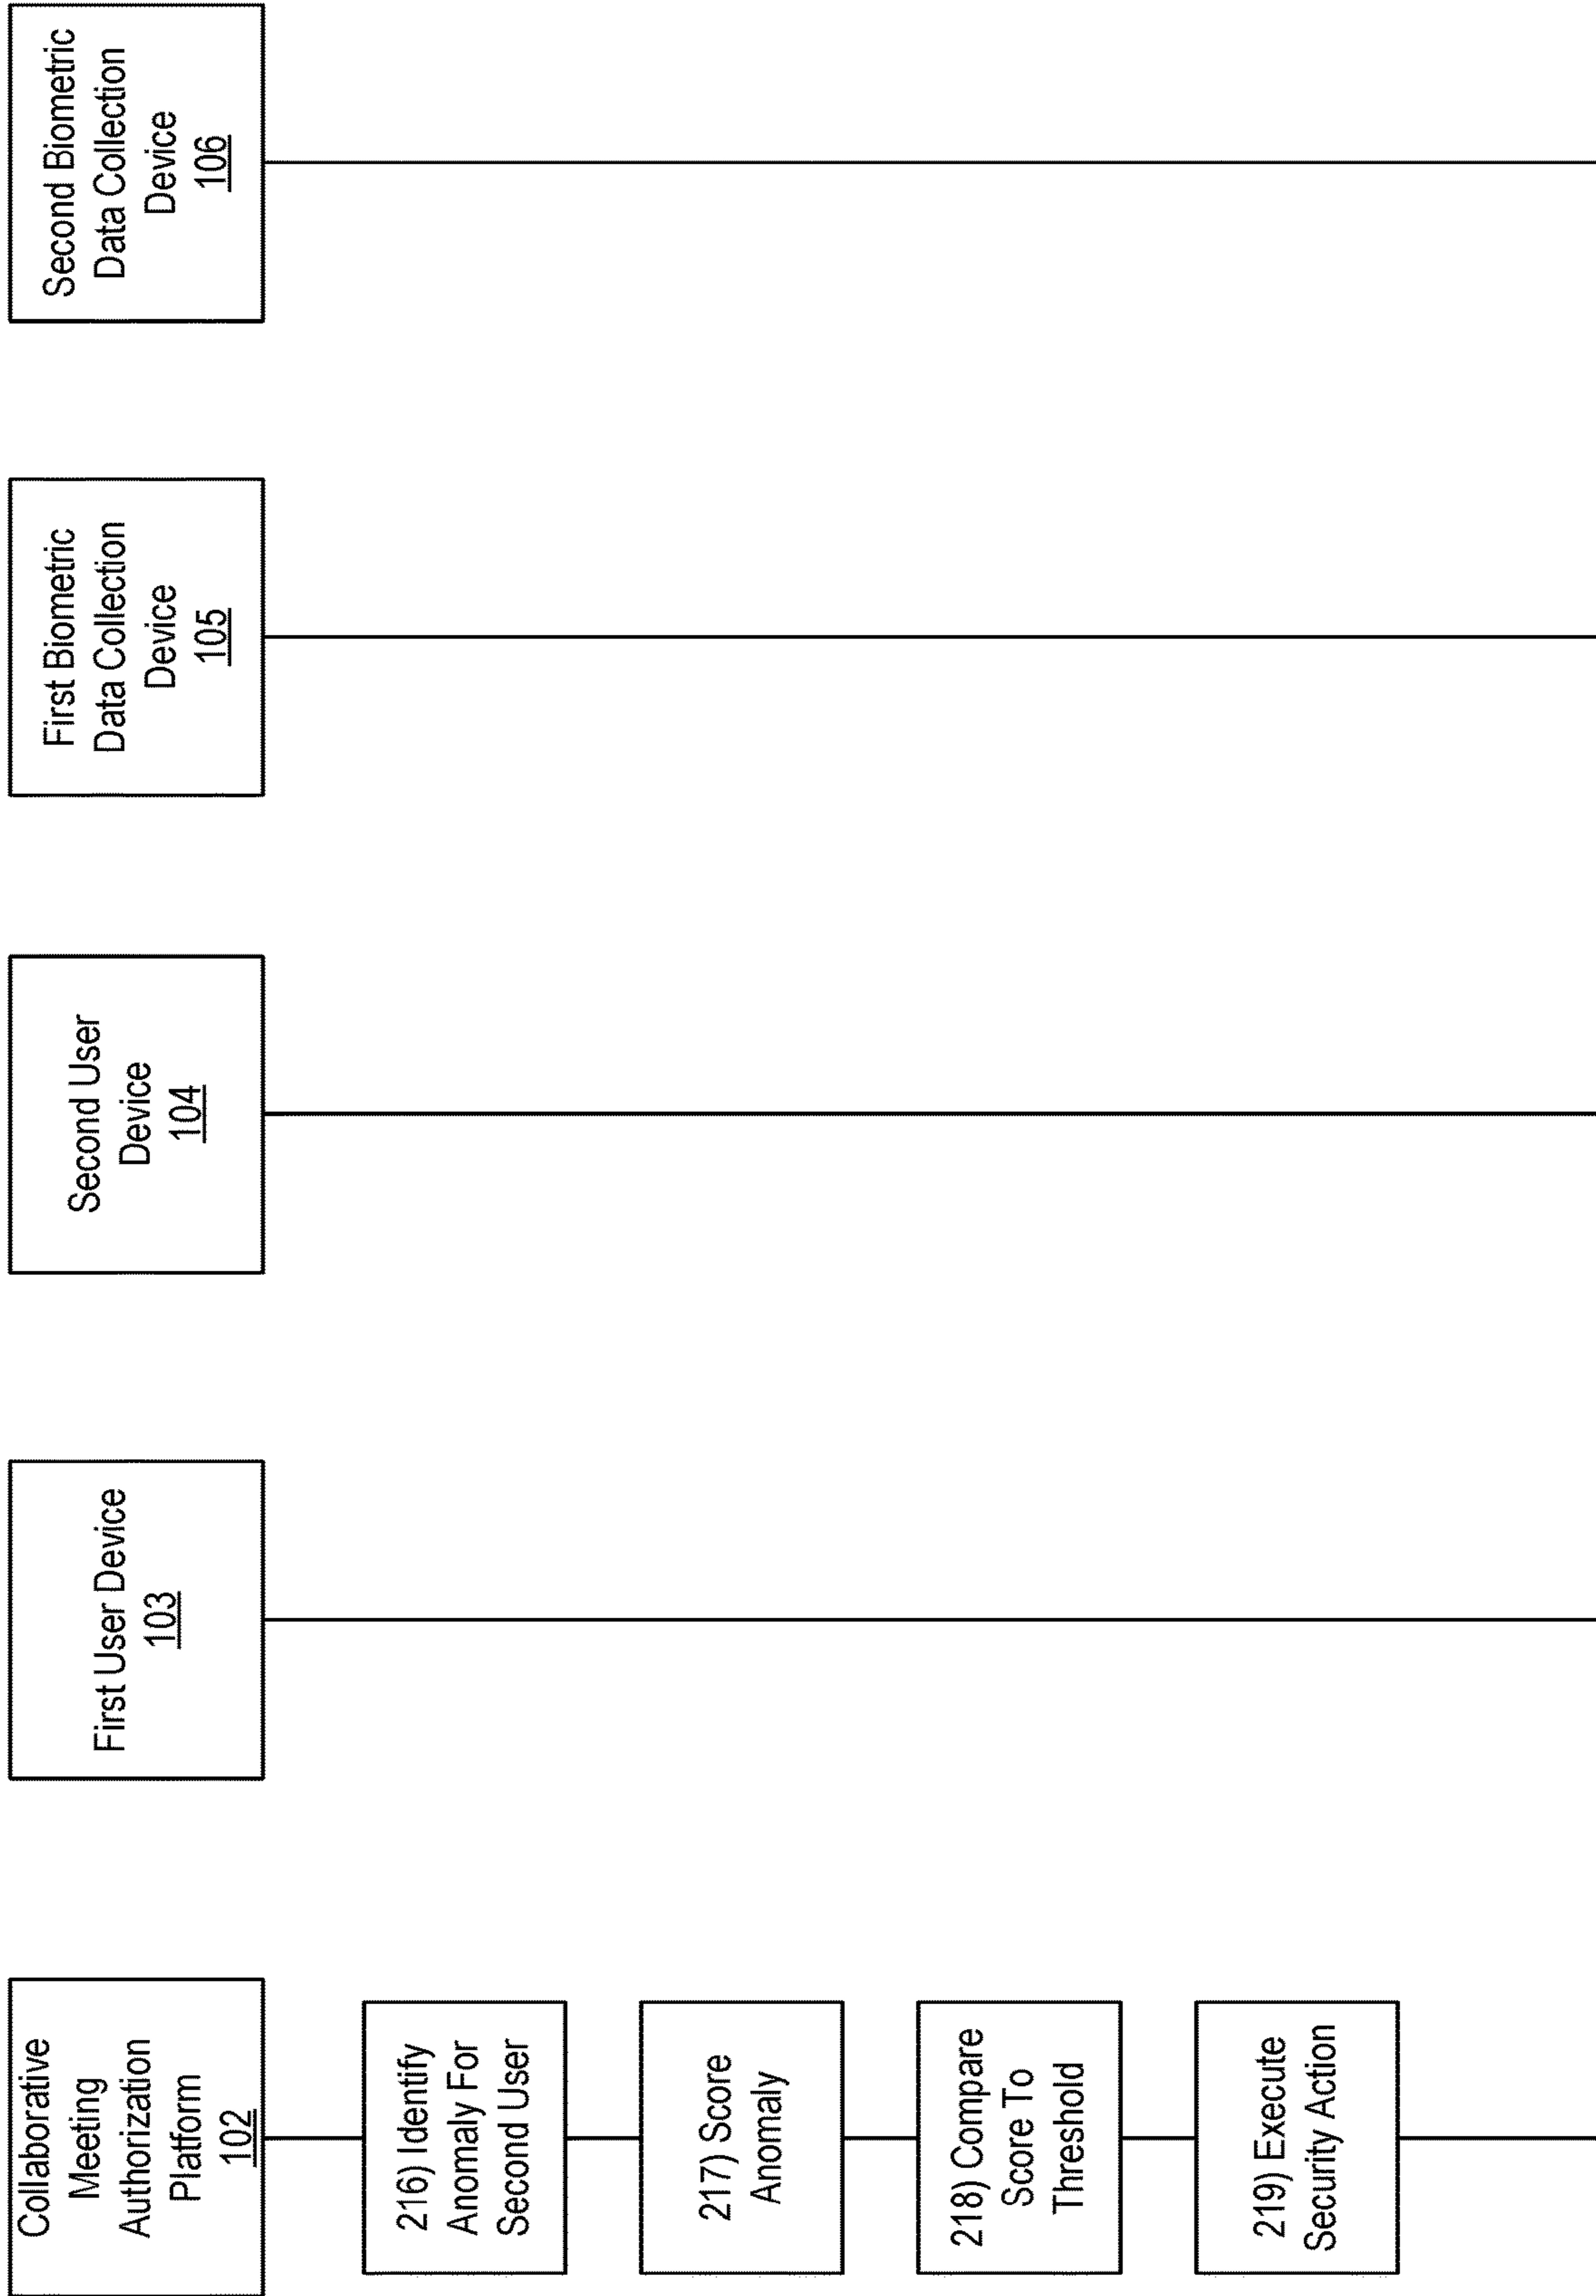 Collaborative
Meeting
Authorization
Platform
102
First User Device
103
Second User
Device
104
First Biometric
Data Collection
Device
105
Second Biometric
Data Collection
Device
106
216) Identify
Anomaly For
Second User
217) Score
Anomaly
218) Compare
Score To
Threshold
219) Execute
Security Action